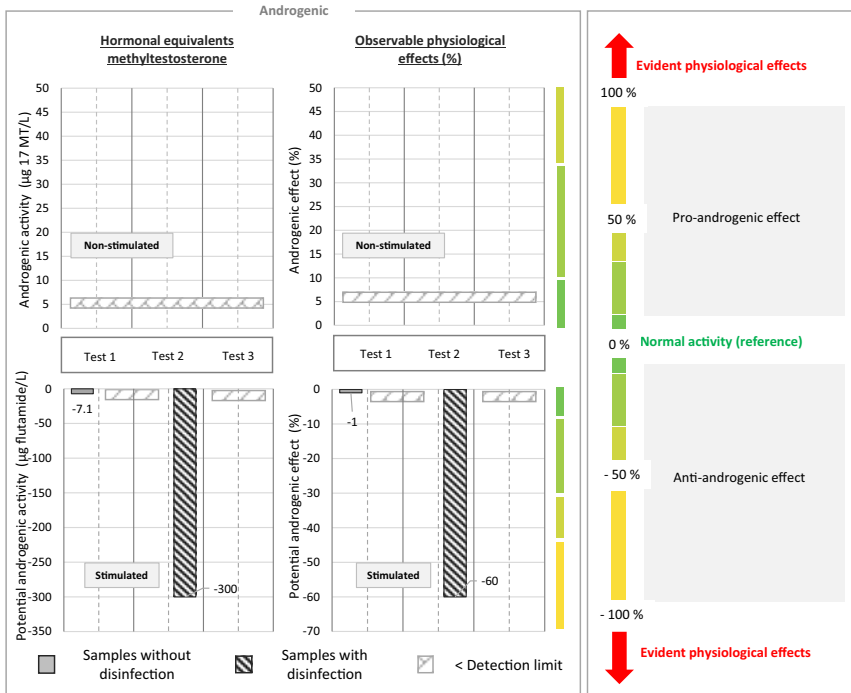 Androgenic
Hormonal equivalents
methyltestosterone
Androgenic activity (µg 17 MT/L)
50
45
40
35
30
25
20
15
10
5
0
Non-stimulated
Observable physiological
effects (%)
Androgenic effect (%)
50
45
40
35
30
25
20
15
10
5
0
Non-stimulated
Test 1 Test 2 Test 3
Test 1 Test 2 Test 3
Potential androgenic activity (µg flutamide/L)
0
-50
-100
-150
-200
-250
-300
-350
-7.1
-300
Stimulated
Potential androgenic effect (%)
0
-10
-20
-30
-40
-50
-60
-70
-1
-60
Stimulated
Samples without
disinfection
Samples with
disinfection
< Detection limit
Evident physiological effects
100 %
50 %
Pro-androgenic effect
0 %
Normal activity (reference)
- 50 %
Anti-androgenic effect
- 100 %
Evident physiological effects